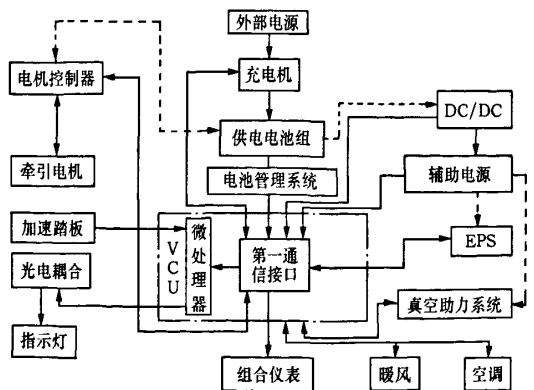 外部电源
电机控制器
充电机
供电电池组
DC/DC
牵引电机
电池管理系统
辅助电源
加速踏板
VCU
微处理器
第一通
信接口
EPS
光电耦合
真空助力系统
指示灯
组合仪表
暖风
空调